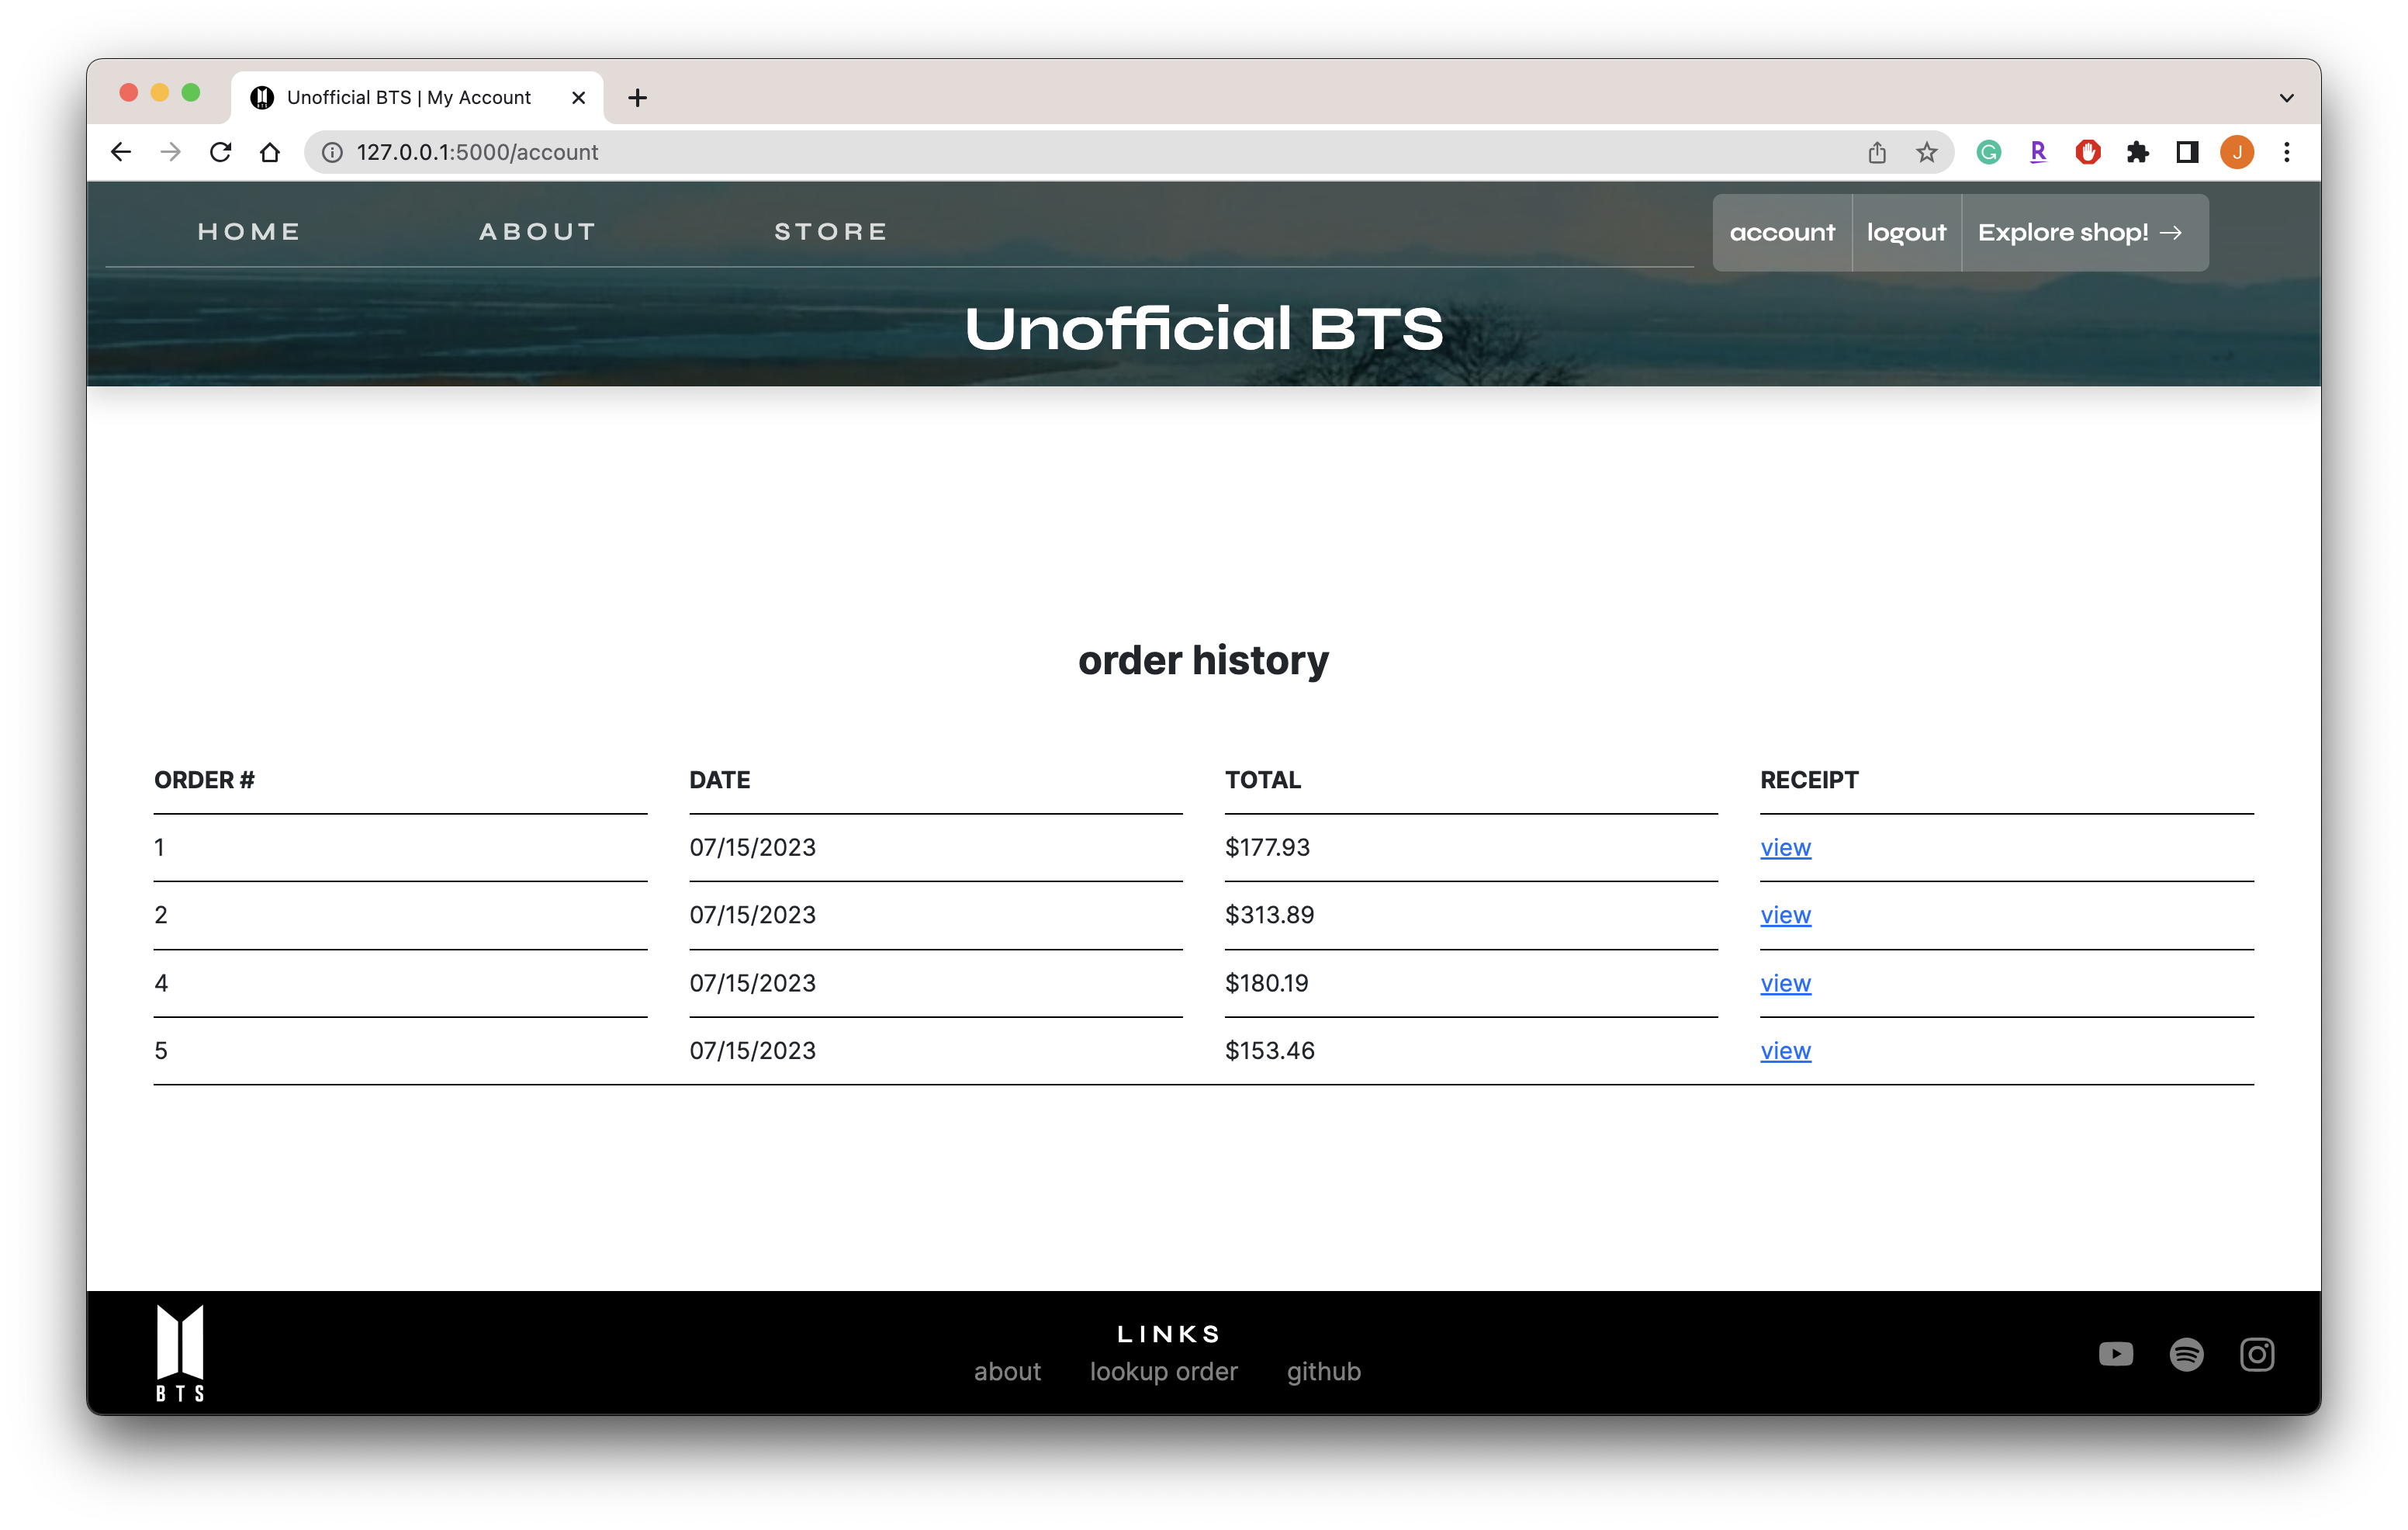 Unofficial BTS | My Account
127.0.0.1:5000/account
R
J
HOME ABOUT STORE account logout Explore shop! →
Unofficial BTS
order history
ORDER # DATE TOTAL RECEIPT
1 07/15/2023 $177.93 view
2 07/15/2023 $313.89 view
4 07/15/2023 $180.19 view
5 07/15/2023 $153.46 view
LINKS
about lookup order github
BTS